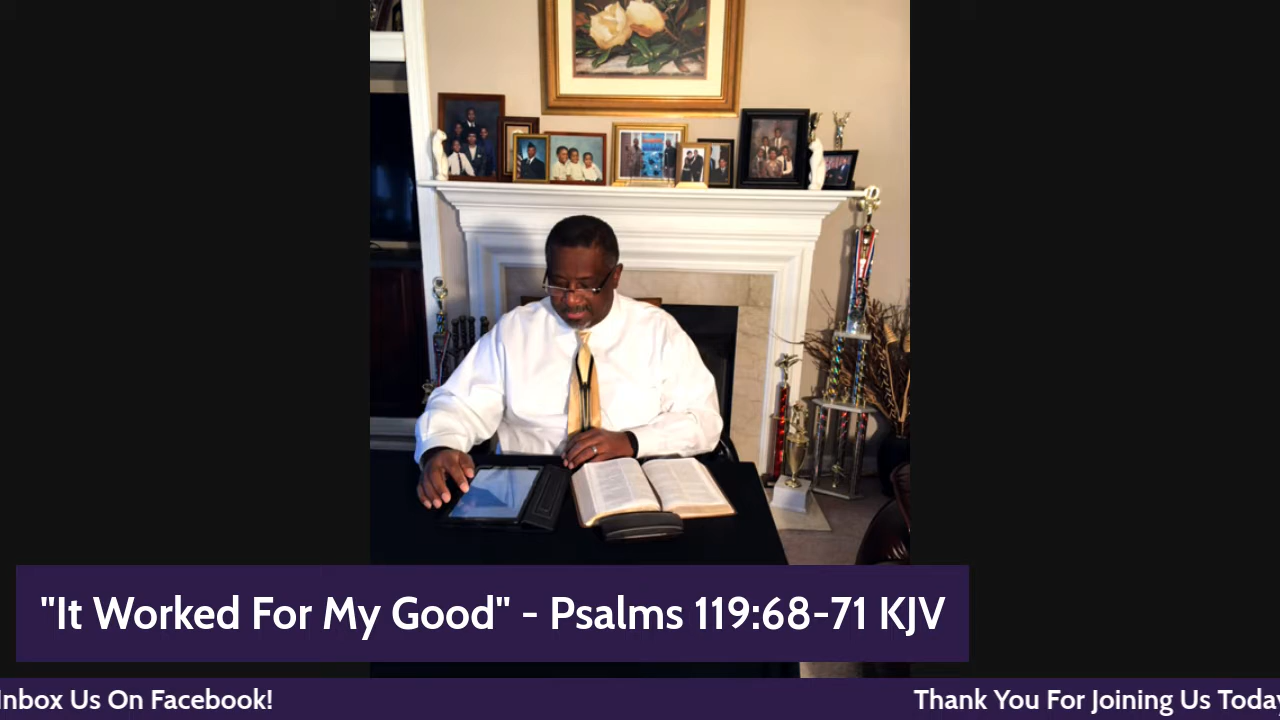 "It Worked For My Good" - Psalms 119:68-71 KJV
Inbox Us On Facebook!
Thank You For Joining Us Today